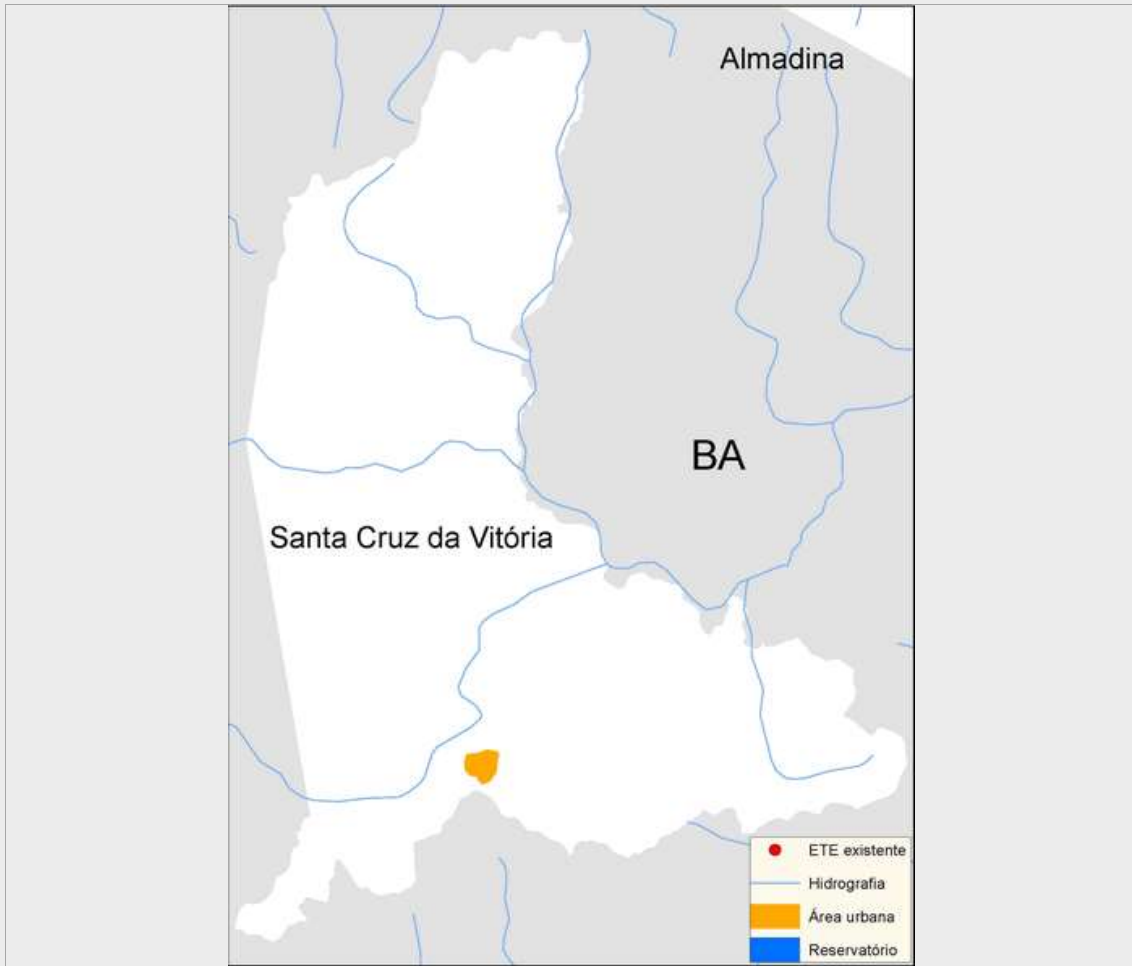 Almadina
BA
Santa Cruz da Vitória
ETE existente
Hidrografia
Área urbana
Reservatório